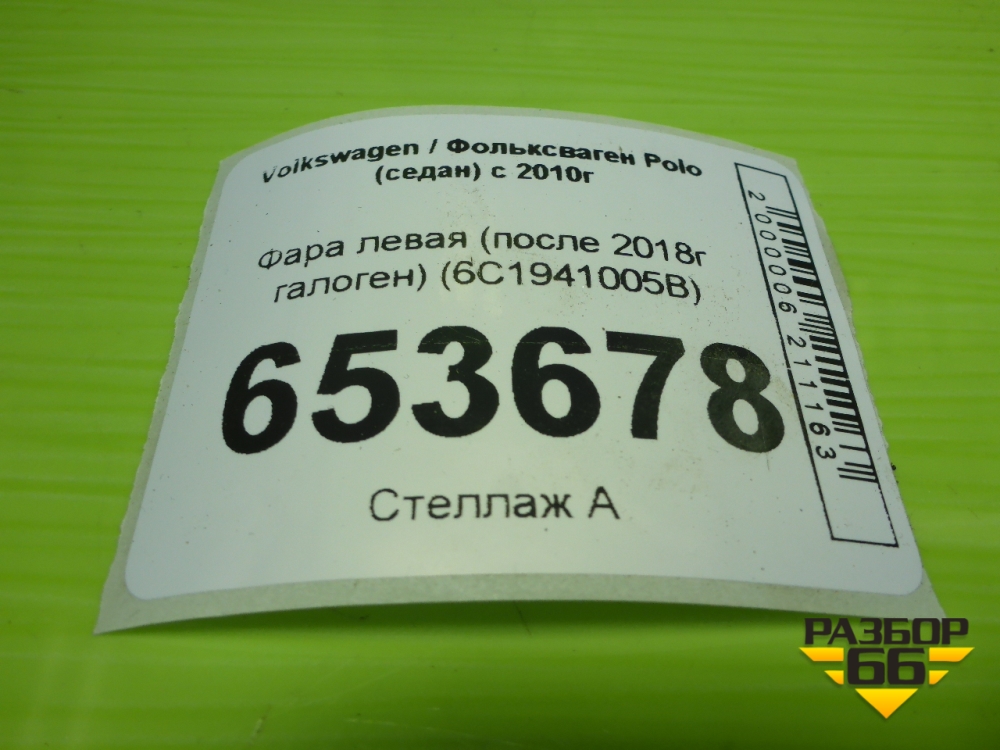 Volkswagen / Фольксваген Polo
(седан) с 2010г
Фара левая (после 2018г
галоген) (6C1941005B)
653678
Стеллаж А
2000006211163
РАЗБОР
66